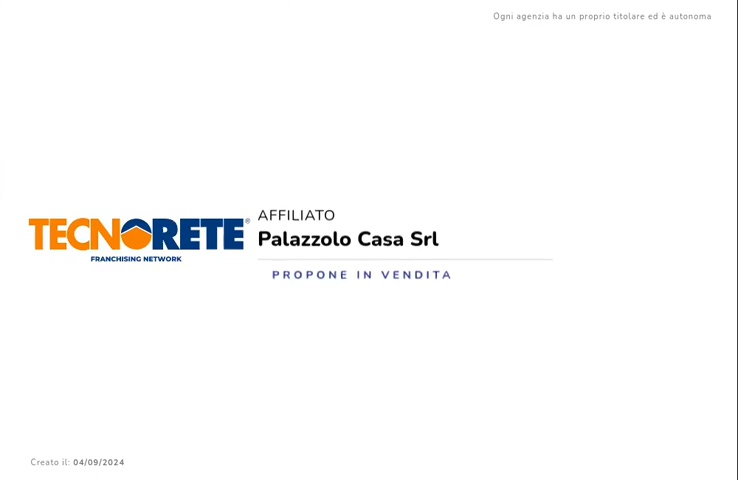 Ogni agenzia ha un proprio titolare ed è autonoma
TECNORETE®
FRANCHISING NETWORK
AFFILIATO
Palazzolo Casa Srl
PROPONE IN VENDITA
Creato il: 04/09/2024